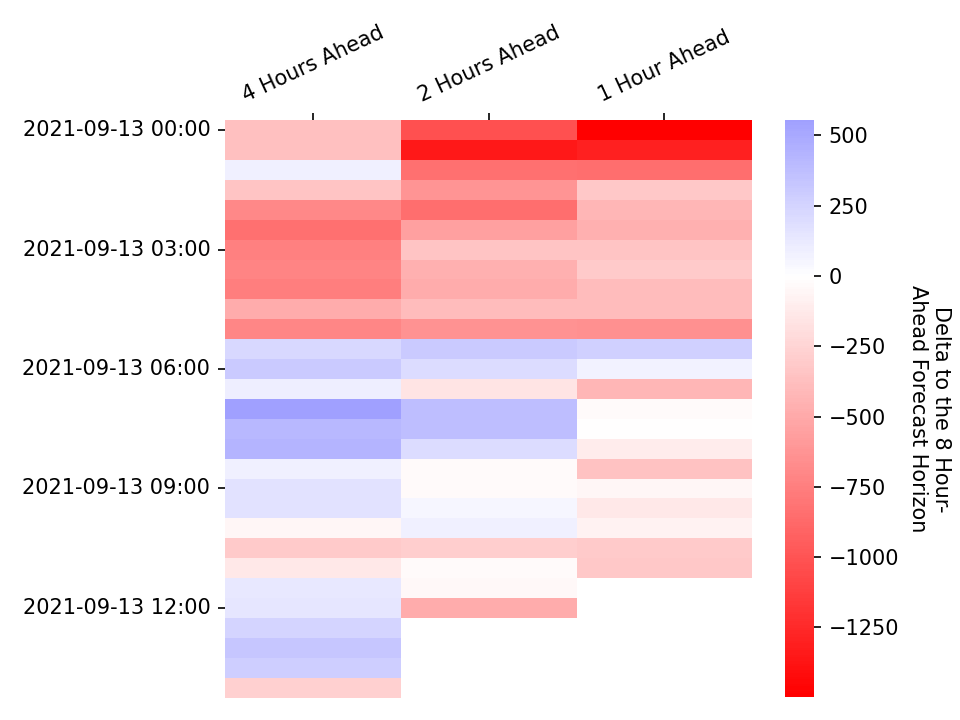 4 Hours Ahead
2 Hours Ahead
1 Hour Ahead
2021-09-13 00:00
2021-09-13 03:00
2021-09-13 06:00
2021-09-13 09:00
2021-09-13 12:00
500
250
0
−250
−500
−750
−1000
−1250
Delta to the 8 Hour-
Ahead Forecast Horizon